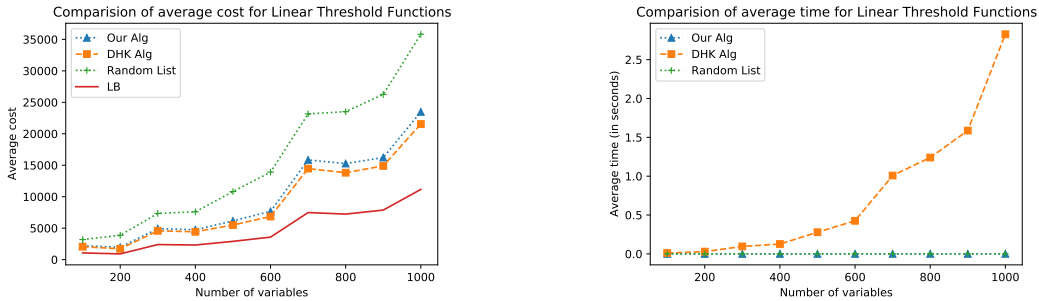 Comparision of average cost for Linear Threshold Functions
Our Alg
DHK Alg
Random List
LB
35000
30000
25000
20000
15000
10000
5000
0
Average cost
200
400
600
800
1000
Number of variables
Comparision of average time for Linear Threshold Functions
Our Alg
DHK Alg
Random List
2.5
2.0
1.5
1.0
0.5
0.0
Average time (in seconds)
200
400
600
800
1000
Number of variables